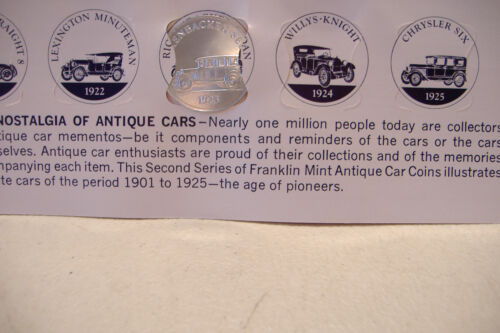 RAIGHT 8
LEXINGTON MINUTEMAN
1922
RICKENBACKER SEDAN
1923
WILLYS-KNIGHT
1924
CHRYSLER SIX
1925
NOSTALGIA OF ANTIQUE CARS—Nearly one million people today are collectors
tique car mementos—be it components and reminders of the cars or the cars
selves. Antique car enthusiasts are proud of their collections and of the memories
mpanying each item. This Second Series of Franklin Mint Antique Car Coins illustrates
te cars of the period 1901 to 1925—the age of pioneers.